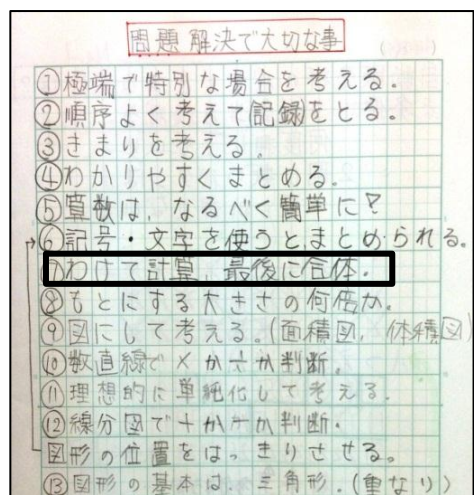 問題解決で大切な事
①極端で特別な場合を考える.
②順序よく考えて記録をとる。
③きまりを考える.
④わかりやすくまとめる。
⑤算数は,なるべく簡単に?
⑥記号・文字を使うと,まとめられる。
⑦わけて計算,最後に合体.
⑧もとにする大きさの何倍か.
⑨図にして考える.(面積図,体積図)
⑩数直線で×か÷か判断.
⑪理想的に単純化して考える.
⑫線分図で+か-か判断.
図形の位置をはっきりさせる。
⑬図形の基本は,三角形.(重なり)